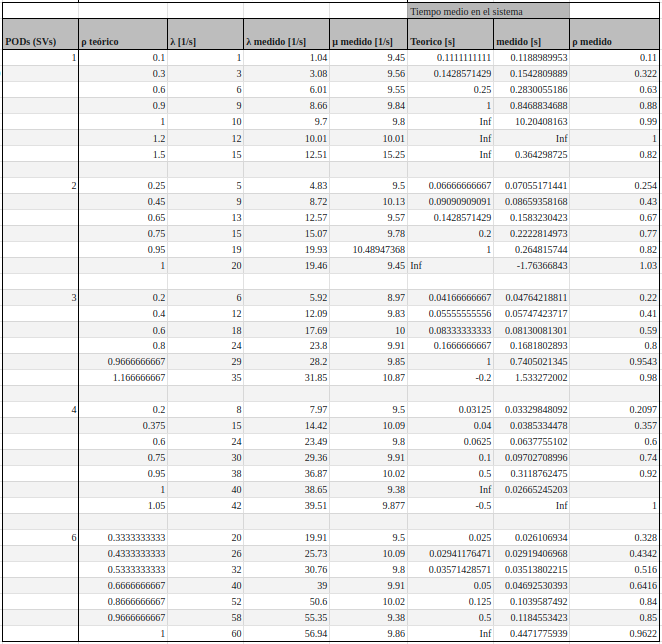 Tiempo medio en el sistema
PODs (SVs) ρ teórico λ [1/s] λ medido [1/s] μ medido [1/s] Teorico [s] medido [s] ρ medido
1 0.1 1 1.04 9.45 0.1111111111 0.1188989953 0.11
0.3 3 3.08 9.56 0.1428571429 0.1542809889 0.322
0.6 6 6.01 9.55 0.25 0.2830055186 0.63
0.9 9 8.66 9.84 1 0.8468834688 0.88
1 10 9.7 9.8 Inf 10.20408163 0.99
1.2 12 10.01 10.01 Inf Inf 1
1.5 15 12.51 15.25 Inf 0.364298725 0.82
2 0.25 5 4.83 9.5 0.06666666667 0.07055171441 0.254
0.45 9 8.72 10.13 0.09090909091 0.08659358168 0.43
0.65 13 12.57 9.57 0.1428571429 0.1583230423 0.67
0.75 15 15.07 9.78 0.2 0.2222814973 0.77
0.95 19 19.93 10.48947368 1 0.264815744 0.82
1 20 19.46 9.45 Inf -1.76366843 1.03
3 0.2 6 5.92 8.97 0.04166666667 0.04764218811 0.22
0.4 12 12.09 9.83 0.05555555556 0.05747423717 0.41
0.6 18 17.69 10 0.08333333333 0.08130081301 0.59
0.8 24 23.8 9.91 0.1666666667 0.1681802893 0.8
0.9666666667 29 28.2 9.85 1 0.7405021345 0.9543
1.166666667 35 31.85 10.87 -0.2 1.533272002 0.98
4 0.2 8 7.97 9.5 0.03125 0.03329848092 0.2097
0.375 15 14.42 10.09 0.04 0.0385334478 0.357
0.6 24 23.49 9.8 0.0625 0.0637755102 0.6
0.75 30 29.36 9.91 0.1 0.09702708996 0.74
0.95 38 36.87 10.02 0.5 0.3118762475 0.92
1 40 38.65 9.38 Inf 0.02665245203
1.05 42 39.51 9.877 -0.5 Inf 1
6 0.3333333333 20 19.91 9.5 0.025 0.026106934 0.328
0.4333333333 26 25.73 10.09 0.02941176471 0.02919406968 0.4342
0.5333333333 32 30.76 9.8 0.03571428571 0.03513802215 0.516
0.6666666667 40 39 9.91 0.05 0.04692530393 0.6416
0.8666666667 52 50.6 10.02 0.125 0.1039587492 0.84
0.9666666667 58 55.35 9.38 0.5 0.1184553423 0.85
1 60 56.94 9.86 Inf 0.4471775939 0.9622